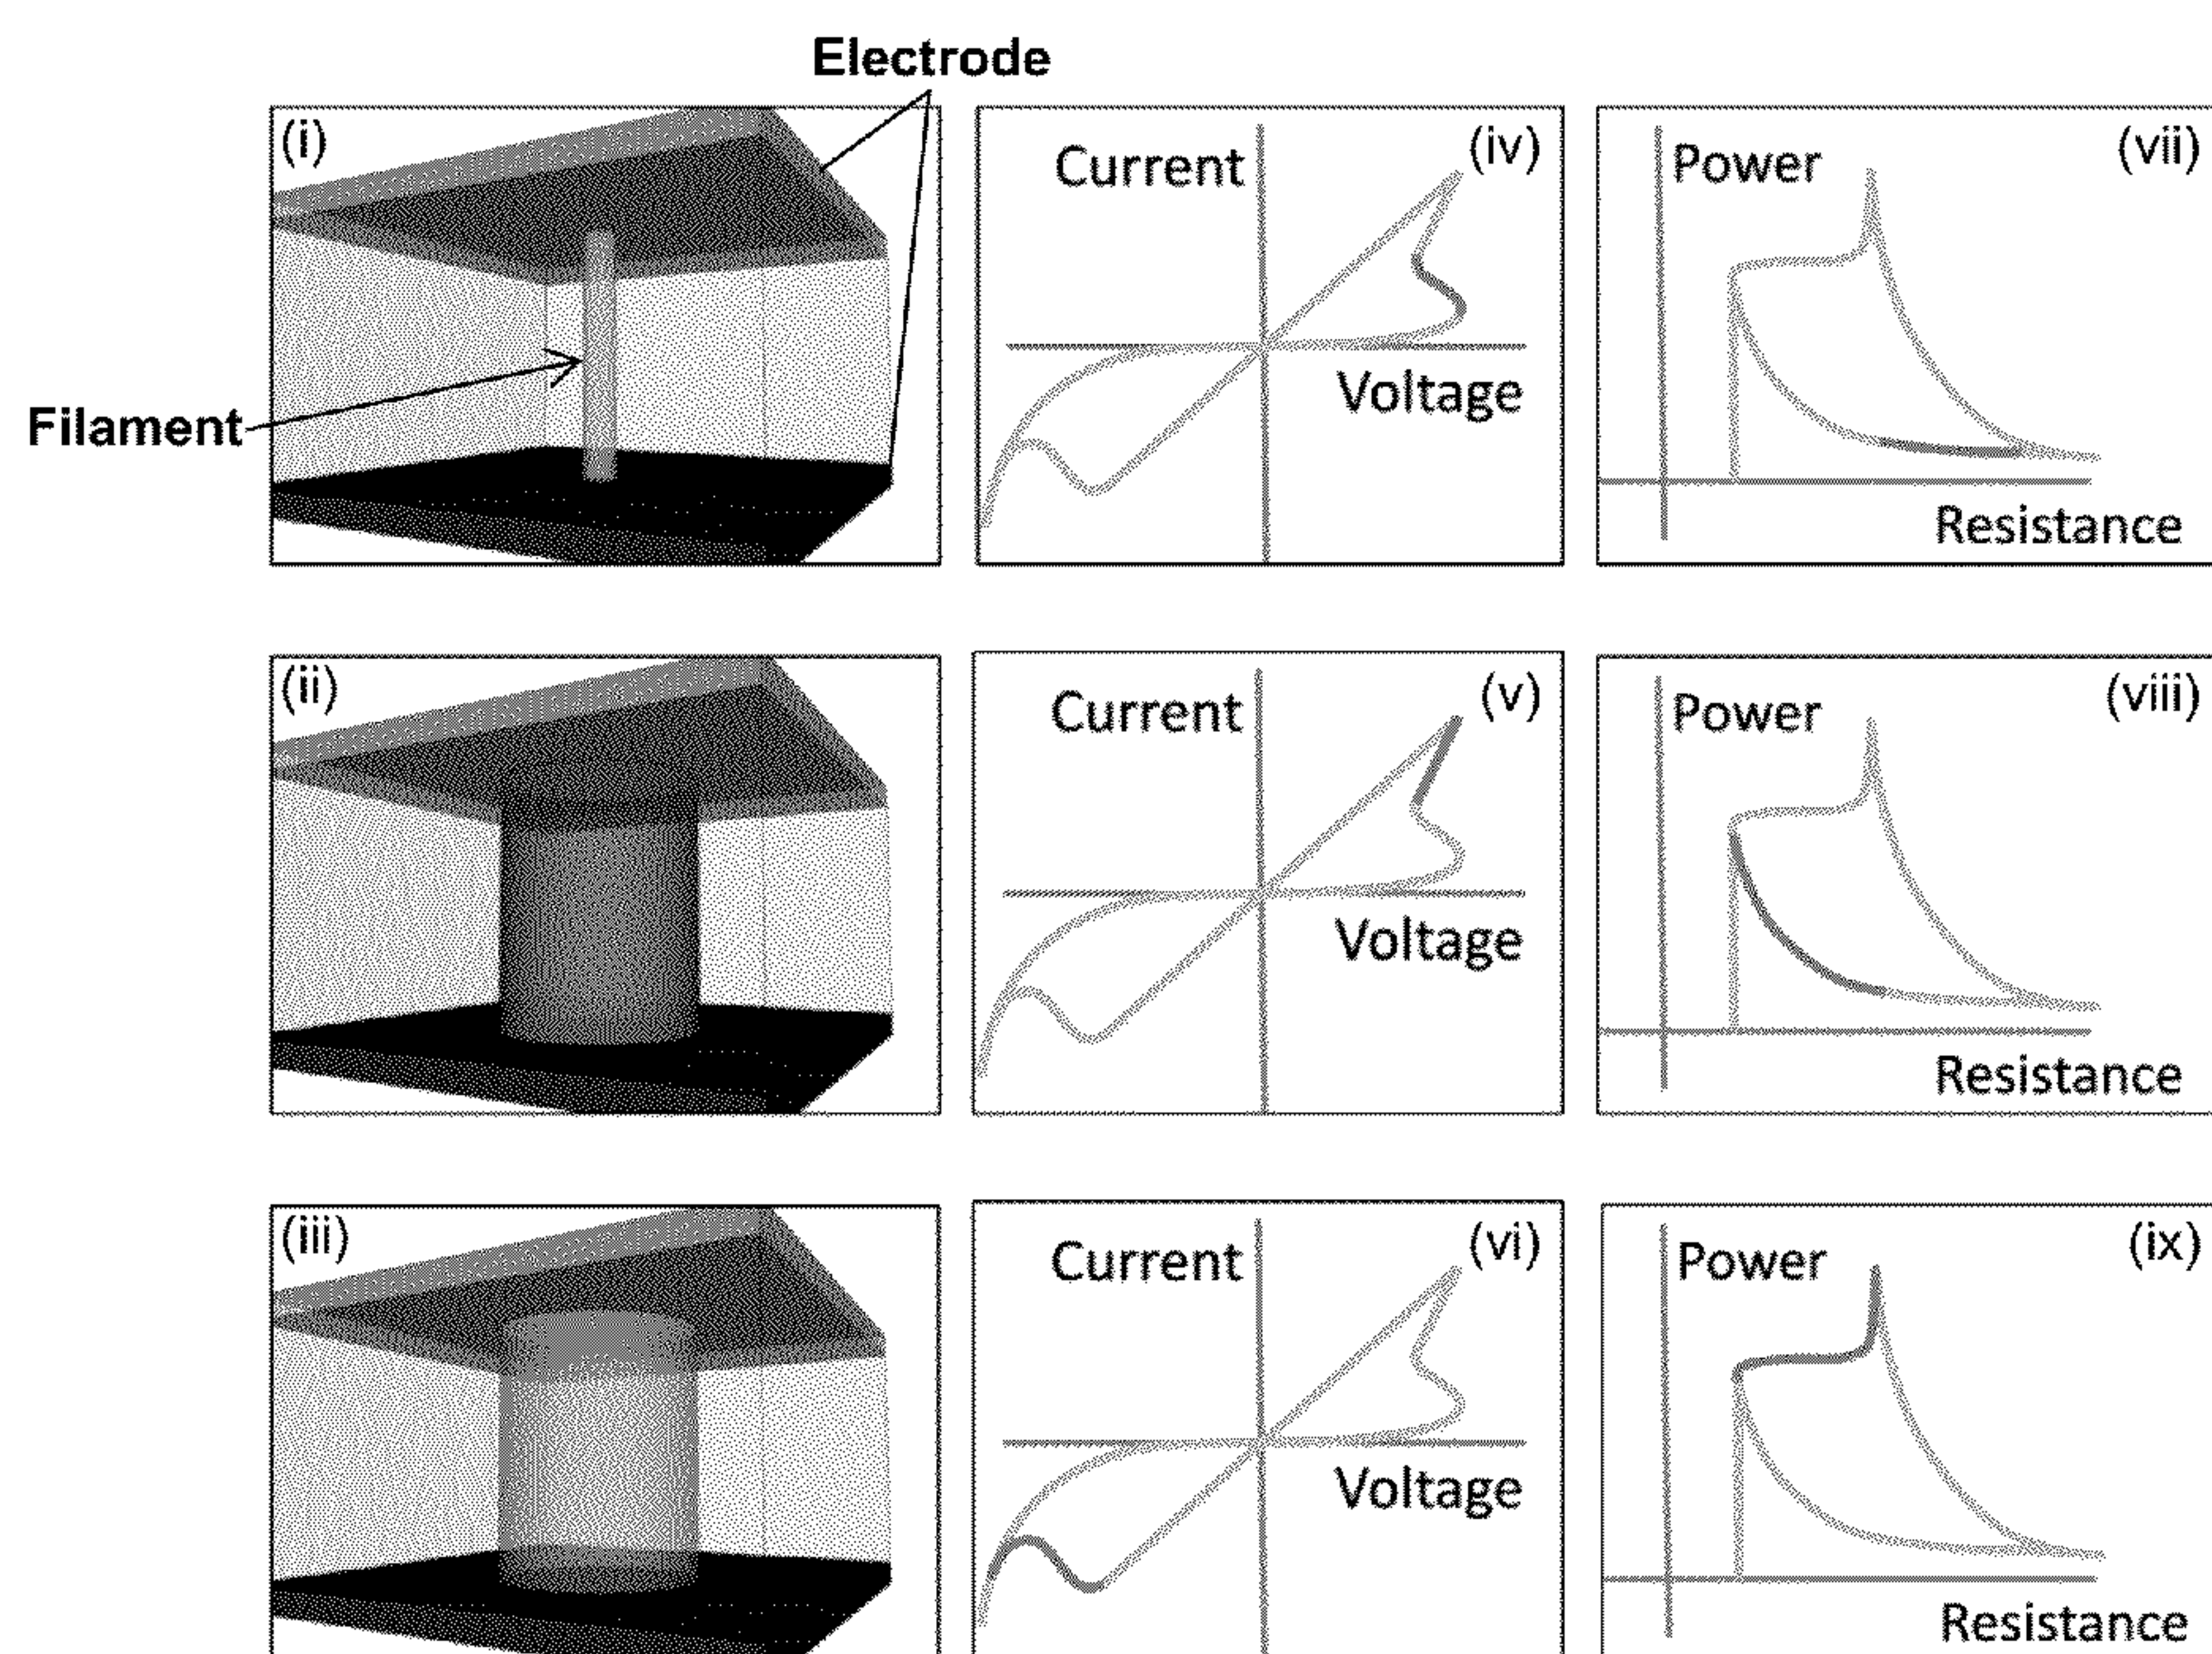 Electrode
(i)
Filament
Current
(iv)
Voltage
Power
(vii)
Resistance
(ii)
Current
(v)
Voltage
Power
(viii)
Resistance
(iii)
Current
(vi)
Voltage
Power
(ix)
Resistance